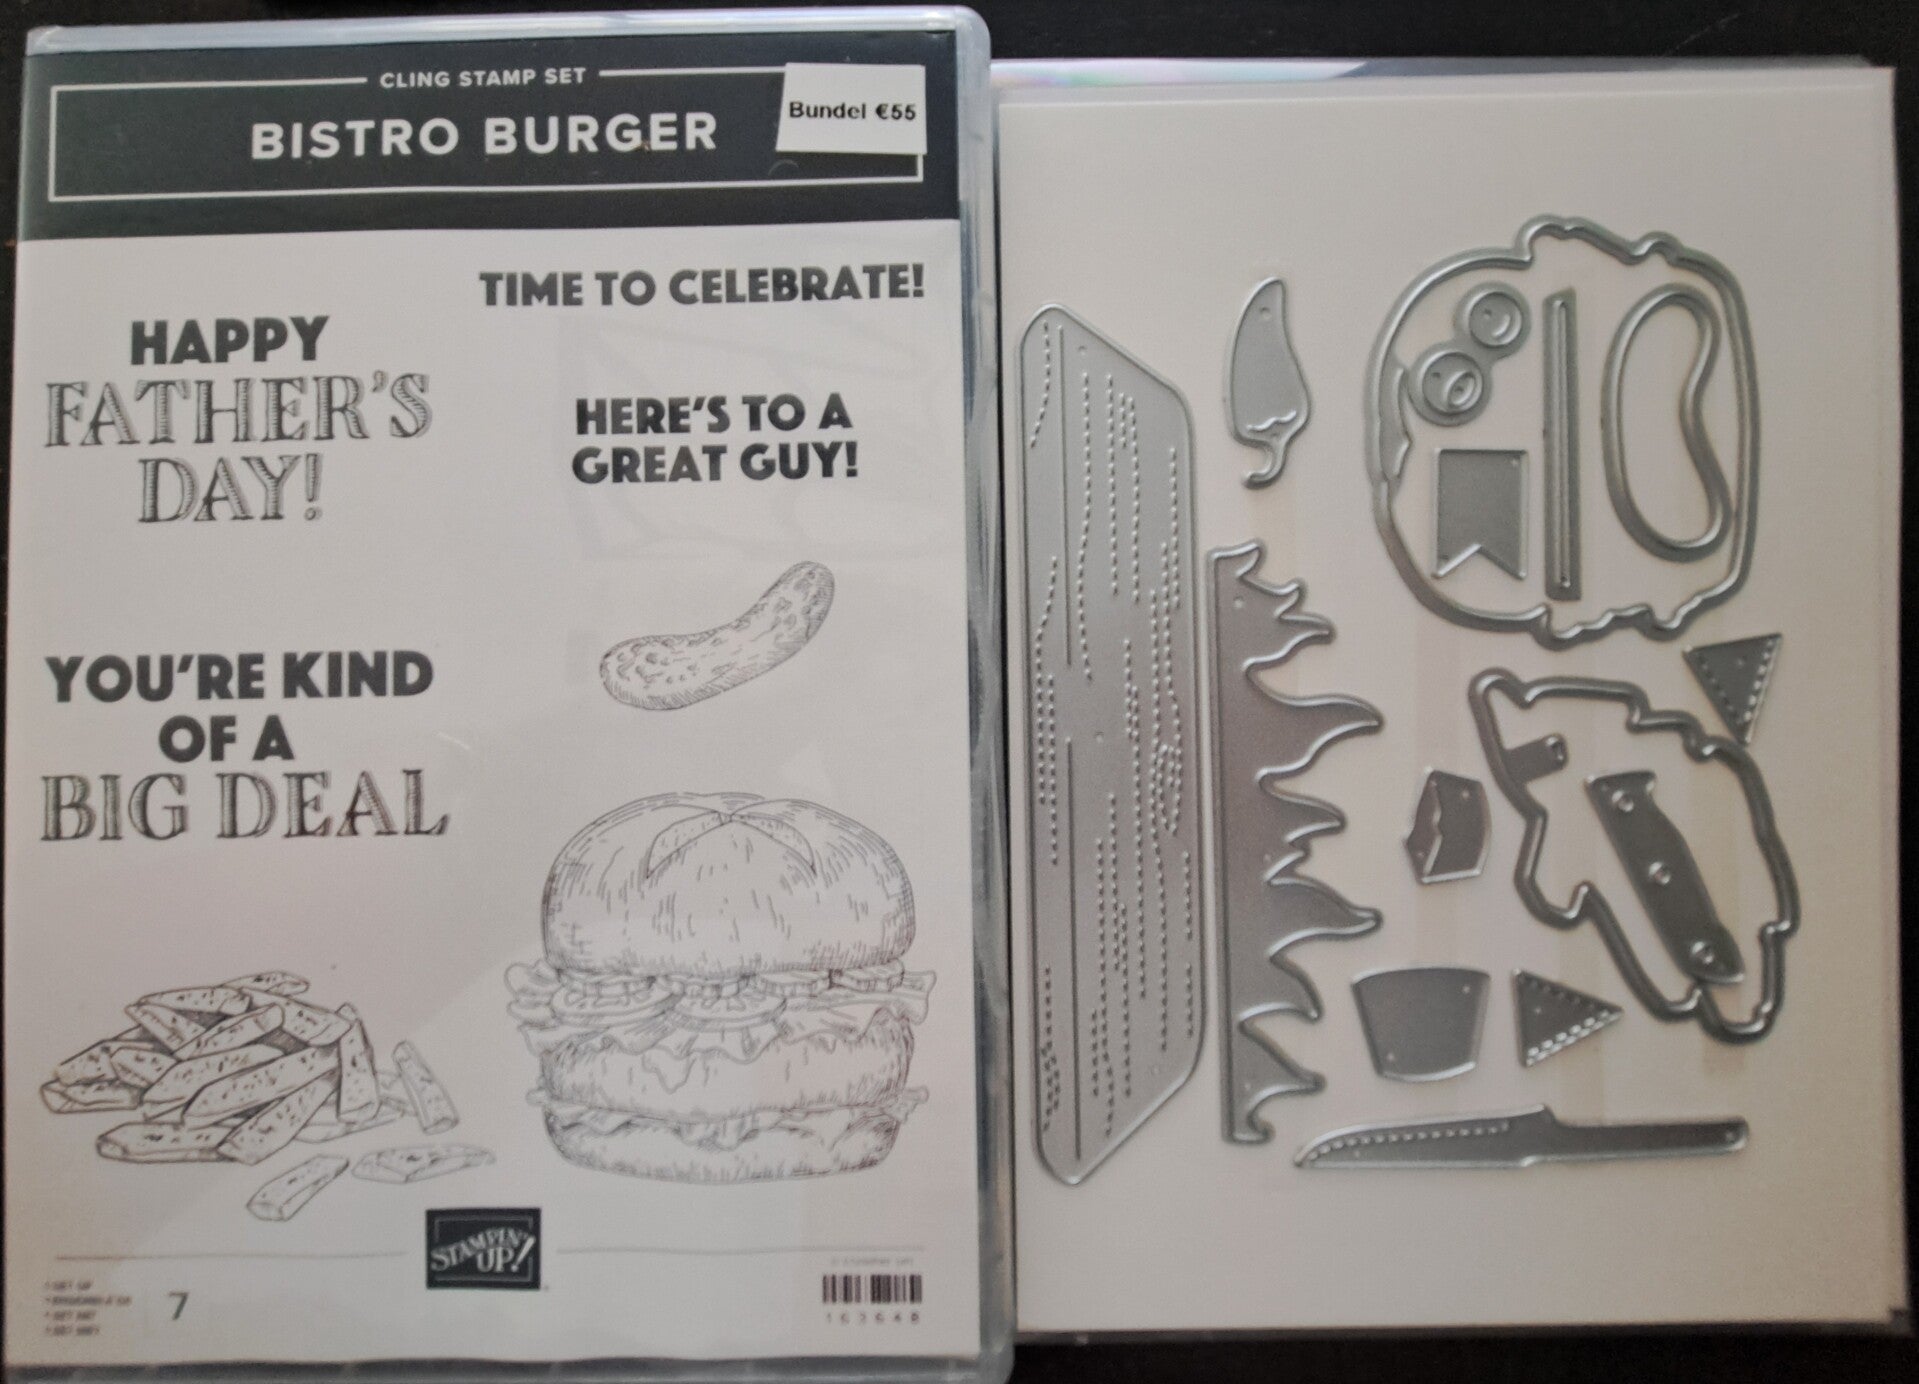 CLING STAMP SET
BISTRO BURGER
Bundel €55
TIME TO CELEBRATE!
HAPPY
FATHER'S
DAY!
HERE'S TO A
GREAT GUY!
YOU'RE KIND
OF A
BIG DEAL
STAMPIN'
UP!
7
163648